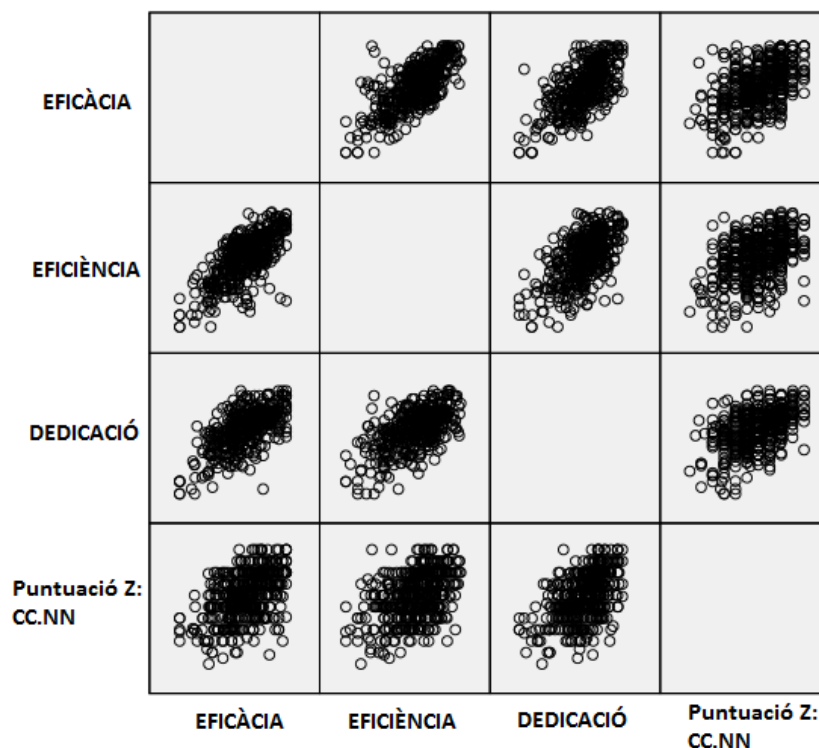 EFICÀCIA
EFICIÈNCIA
DEDICACIÓ
Puntuació Z:
CC.NN
EFICÀCIA
EFICIÈNCIA
DEDICACIÓ
Puntuació Z:
CC.NN